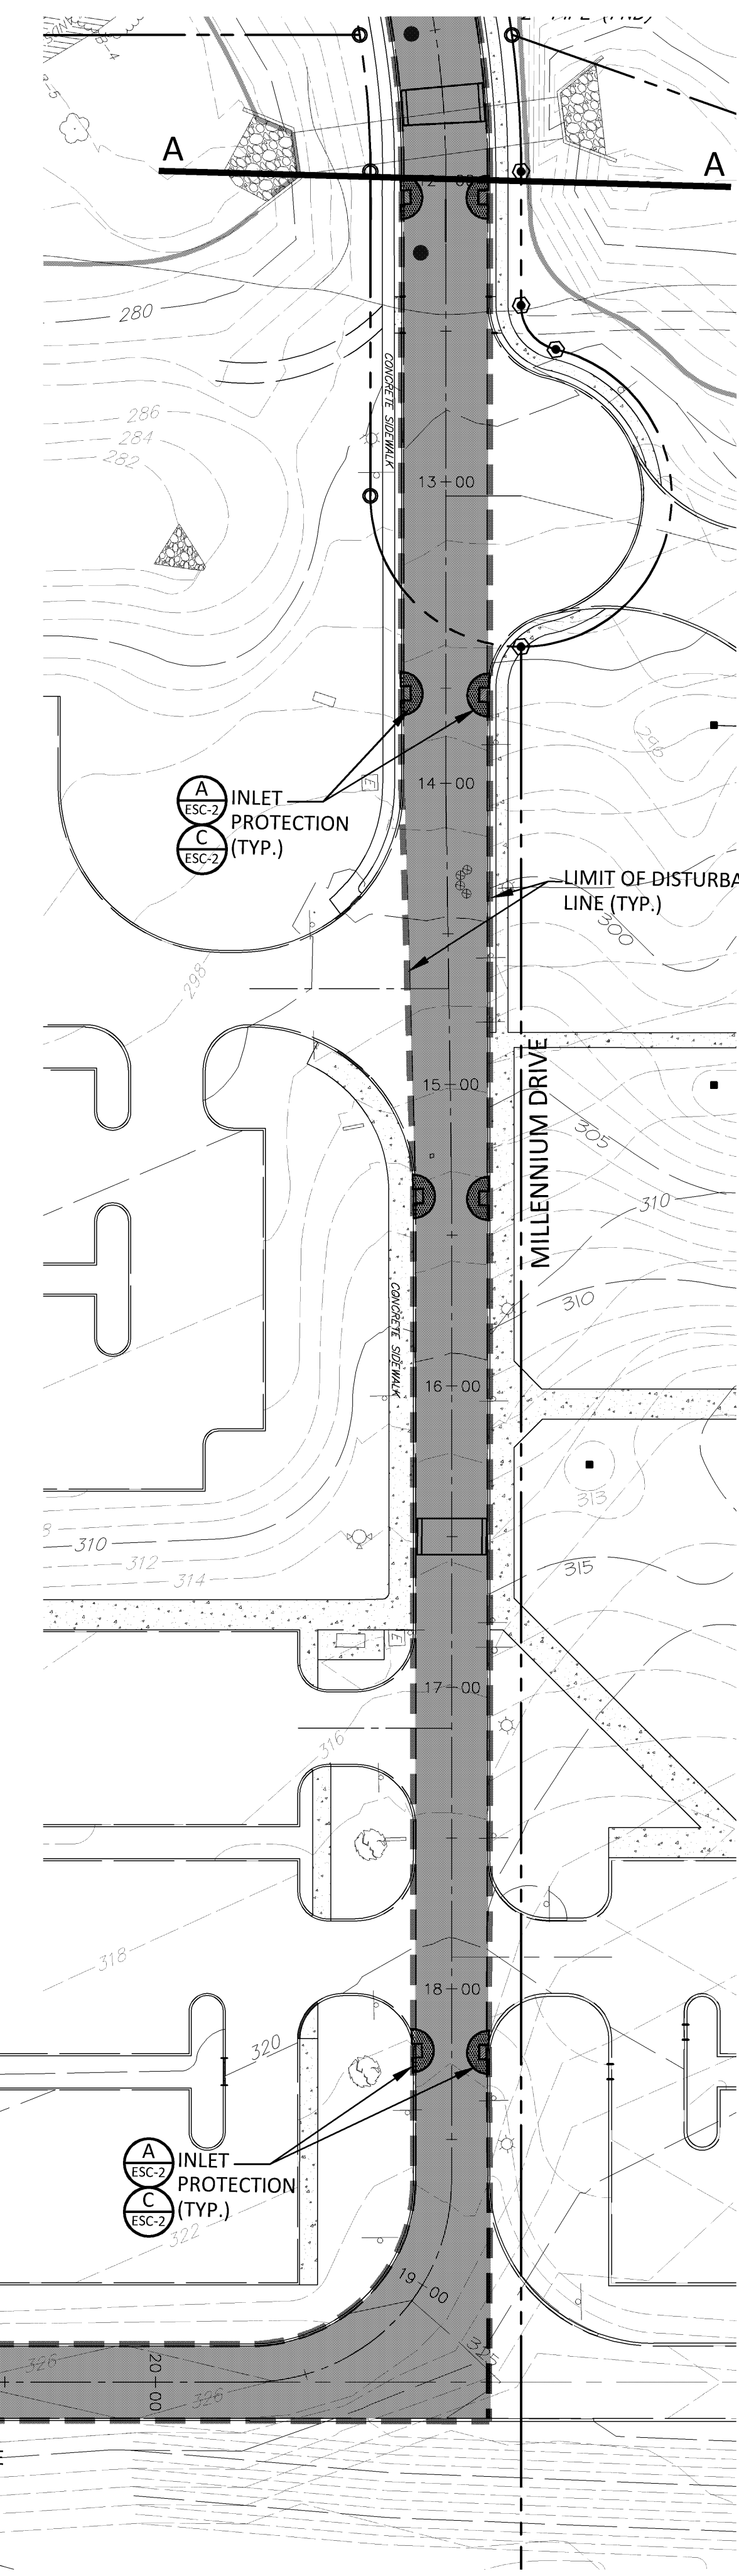 A
A
280
CONCRETE SIDEWALK
286
284
282
13+00
296
14+00
A
ESC-2
C
ESC-2
INLET
PROTECTION
(TYP.)
E
LIMIT OF DISTURBA
LINE (TYP.)
300
298
15+00
MILLENNIUM DRIVE
305
310
310
CONCRETE SIDEWALK
16+00
313
310
312
314
315
E
17+00
316
318
18+00
320
A
ESC-2
C
ESC-2
INLET
PROTECTION
(TYP.)
322
19+00
325
326
20+00
326